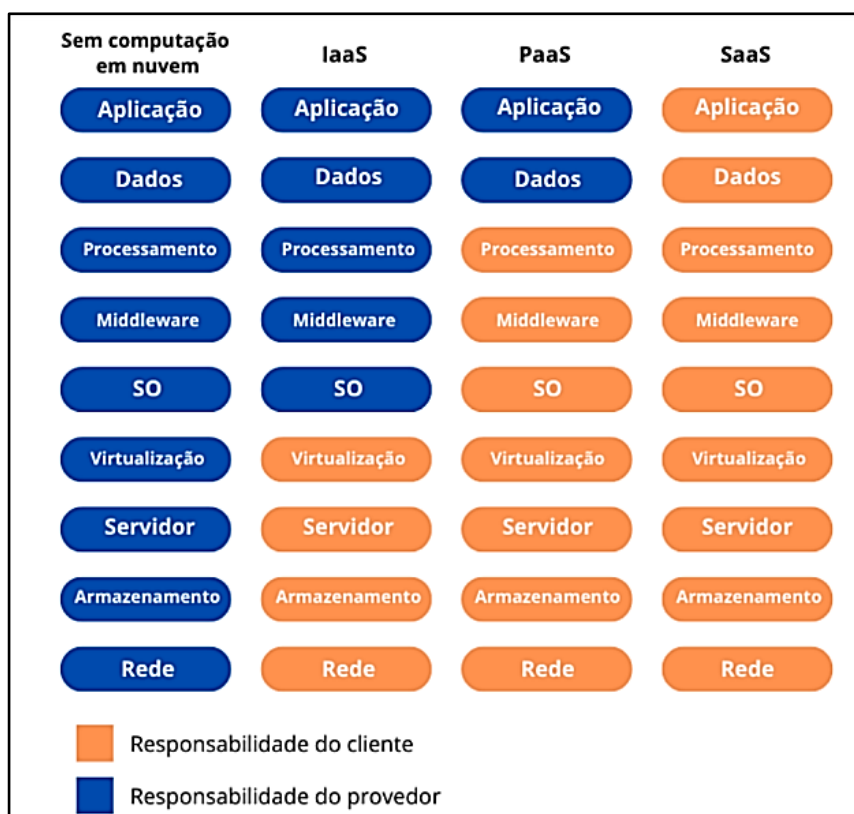 Sem computação
em nuvem
IaaS
PaaS
SaaS
Aplicação
Aplicação
Aplicação
Aplicação
Dados
Dados
Dados
Dados
Processamento
Processamento
Processamento
Processamento
Middleware
Middleware
Middleware
Middleware
SO
SO
SO
SO
Virtualização
Virtualização
Virtualização
Virtualização
Servidor
Servidor
Servidor
Servidor
Armazenamento
Armazenamento
Armazenamento
Armazenamento
Rede
Rede
Rede
Rede
Responsabilidade do cliente
Responsabilidade do provedor